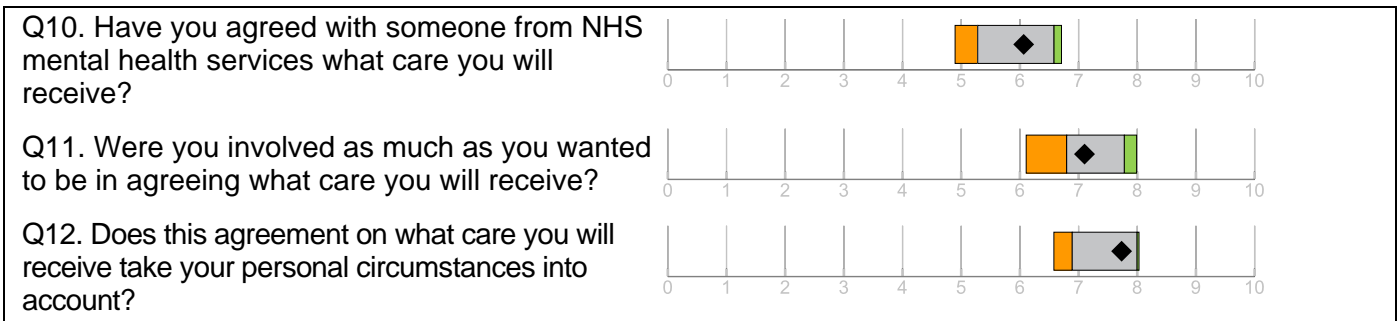 Q10. Have you agreed with someone from NHS
mental health services what care you will
receive?
0 1 2 3 4 5 6 7 8 9 10
Q11. Were you involved as much as you wanted
to be in agreeing what care you will receive?
0 1 2 3 4 5 6 7 8 9 10
Q12. Does this agreement on what care you will
receive take your personal circumstances into
account?
0 1 2 3 4 5 6 7 8 9 10